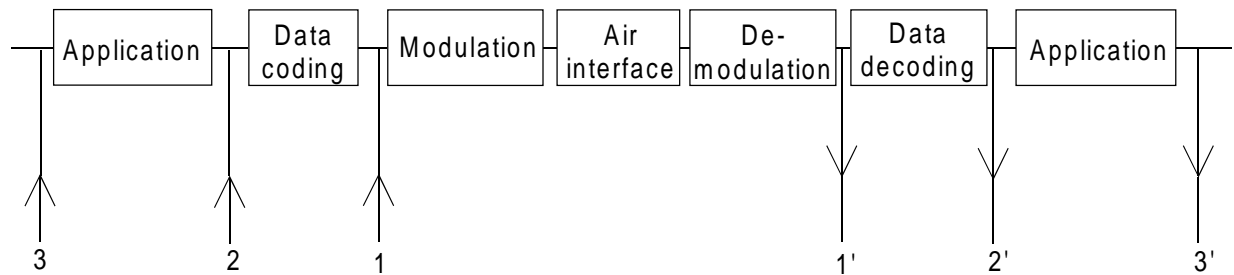 Application
Data
coding
Modulation
Air
interface
De-
modulation
Data
decoding
Application
3
2
1
1'
2'
3'